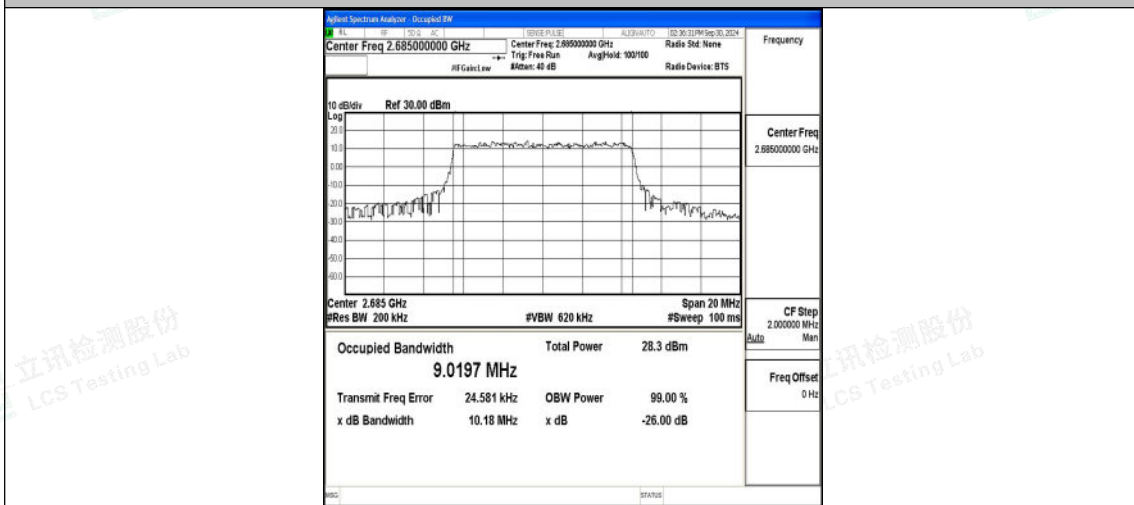 Agilent Spectrum Analyzer - Occupied BW
RL RF 50 Ω AC SENSE:PULSE ALIGNAUTO 02:36:31 PM Sep 30, 2024
Center Freq 2.685000000 GHz Center Freq: 2.685000000 GHz Radio Std: None Frequency
Trig: Free Run Avg|Hold: 100/100
#IFGain:Low #Atten: 40 dB Radio Device: BTS
10 dB/div Ref 30.00 dBm
Log
20.0
10.0
0.00
-10.0
-20.0
-30.0
-40.0
-50.0
-60.0
Center Freq
2.685000000 GHz
Center 2.685 GHz Span 20 MHz
#Res BW 200 kHz #VBW 620 kHz #Sweep 100 ms
CF Step
2.000000 MHz
Auto Man
Occupied Bandwidth Total Power 28.3 dBm
9.0197 MHz
Freq Offset
0 Hz
Transmit Freq Error 24.581 kHz OBW Power 99.00 %
x dB Bandwidth 10.18 MHz x dB -26.00 dB
MSG STATUS
立讯检测股份
LCS Testing Lab
立讯检测股份
LCS Testing Lab